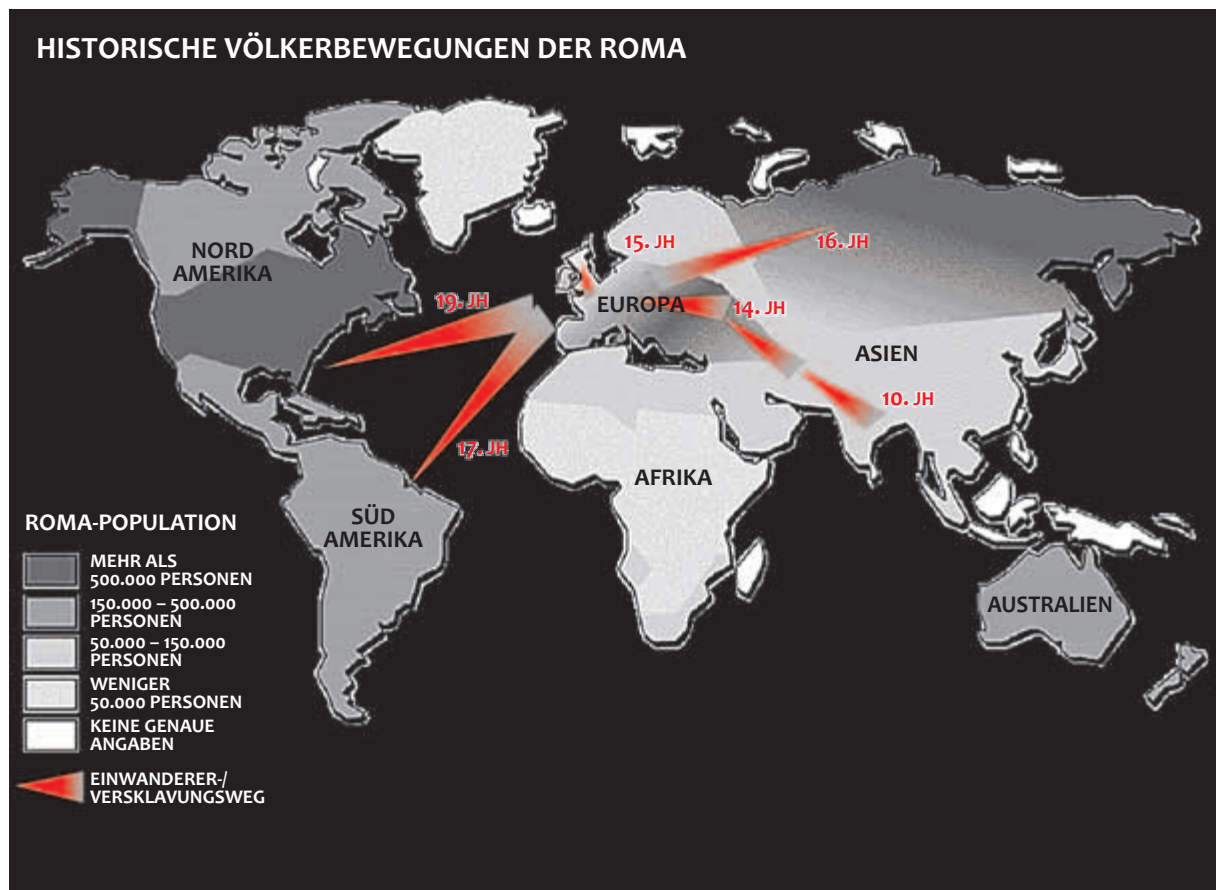 HISTORISCHE VÖLKERBEWEGUNGEN DER ROMA
NORD
AMERIKA
15. JH
16. JH
19. JH
EUROPA
14. JH
ASIEN
10. JH
17. JH
AFRIKA
SÜD
AMERIKA
AUSTRALIEN
ROMA-POPULATION
MEHR ALS
500.000 PERSONEN
150.000 – 500.000
PERSONEN
50.000 – 150.000
PERSONEN
WENIGER
50.000 PERSONEN
KEINE GENAUE
ANGABEN
EINWANDERER-/
VERSKLAVUNGSWEG